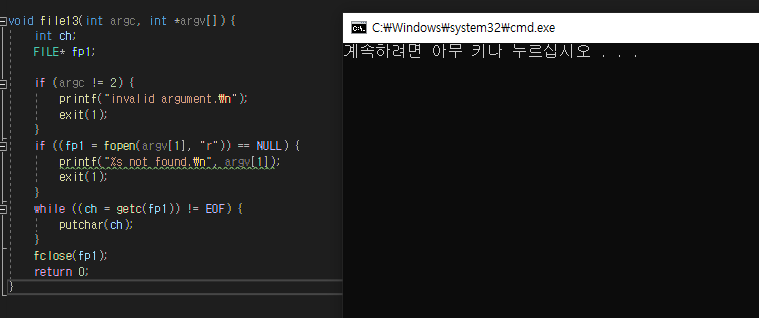 void file13(int argc, int *argv[]) {
int ch;
FILE* fp1;
if (argc != 2) {
printf("invalid argument.₩n");
exit(1);
}
if ((fp1 = fopen(argv[1], "r")) == NULL) {
printf("%s not found.₩n", argv[1]);
exit(1);
}
while ((ch = getc(fp1)) != EOF) {
putchar(ch);
}
fclose(fp1);
return 0;
}
C:₩Windows₩system32₩cmd.exe
계속하려면 아무 키나 누르십시오 . . .